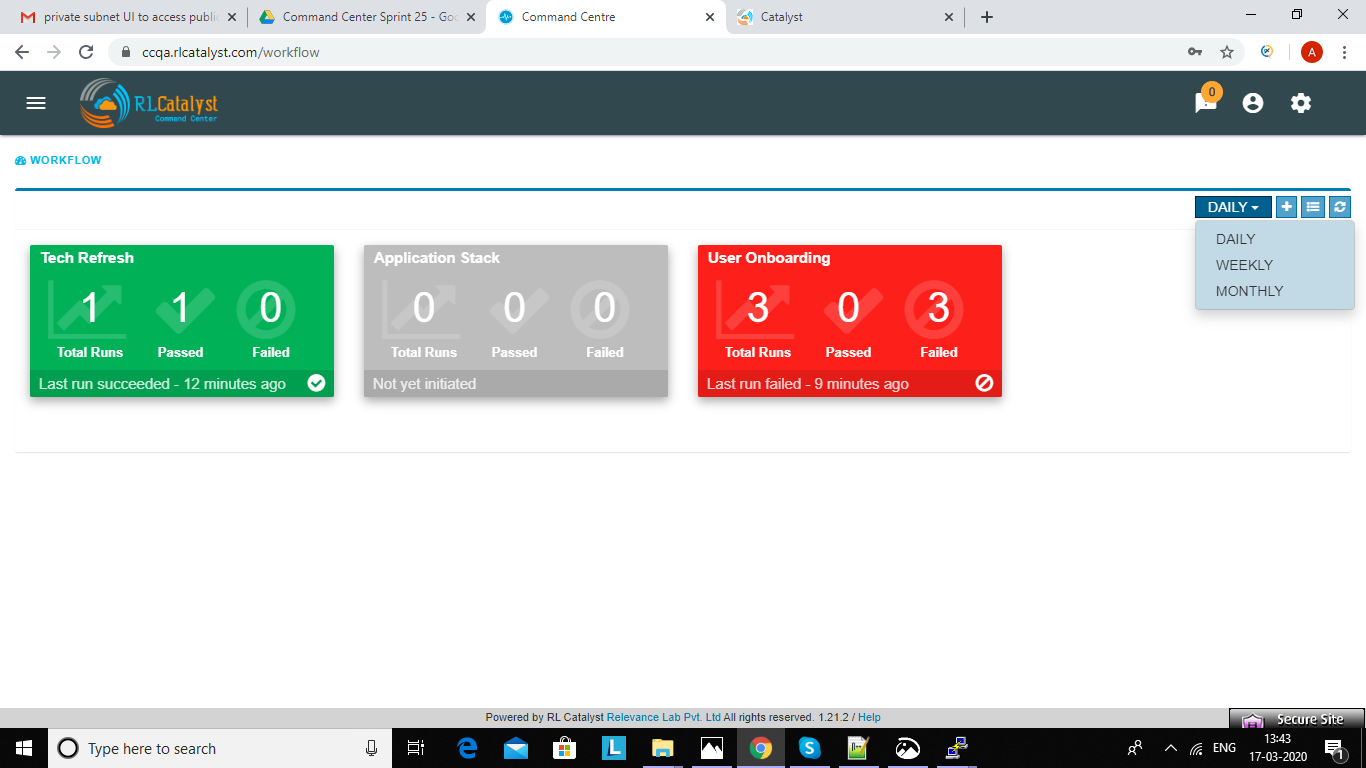 private subnet UI to access publi
Command Center Sprint 25 - Goo
Command Centre
Catalyst
ccqa.rlcatalyst.com/workflow
A
RLCatalyst
Command Center
0
WORKFLOW
DAILY
DAILY
WEEKLY
MONTHLY
Tech Refresh
1 1 0
Total Runs Passed Failed
Last run succeeded - 12 minutes ago
Application Stack
0 0 0
Total Runs Passed Failed
Not yet initiated
User Onboarding
3 0 3
Total Runs Passed Failed
Last run failed - 9 minutes ago
Powered by RL Catalyst Relevance Lab Pvt. Ltd All rights reserved. 1.21.2 / Help
Secure Site
Type here to search
L
ENG
13:43
17-03-2020
1